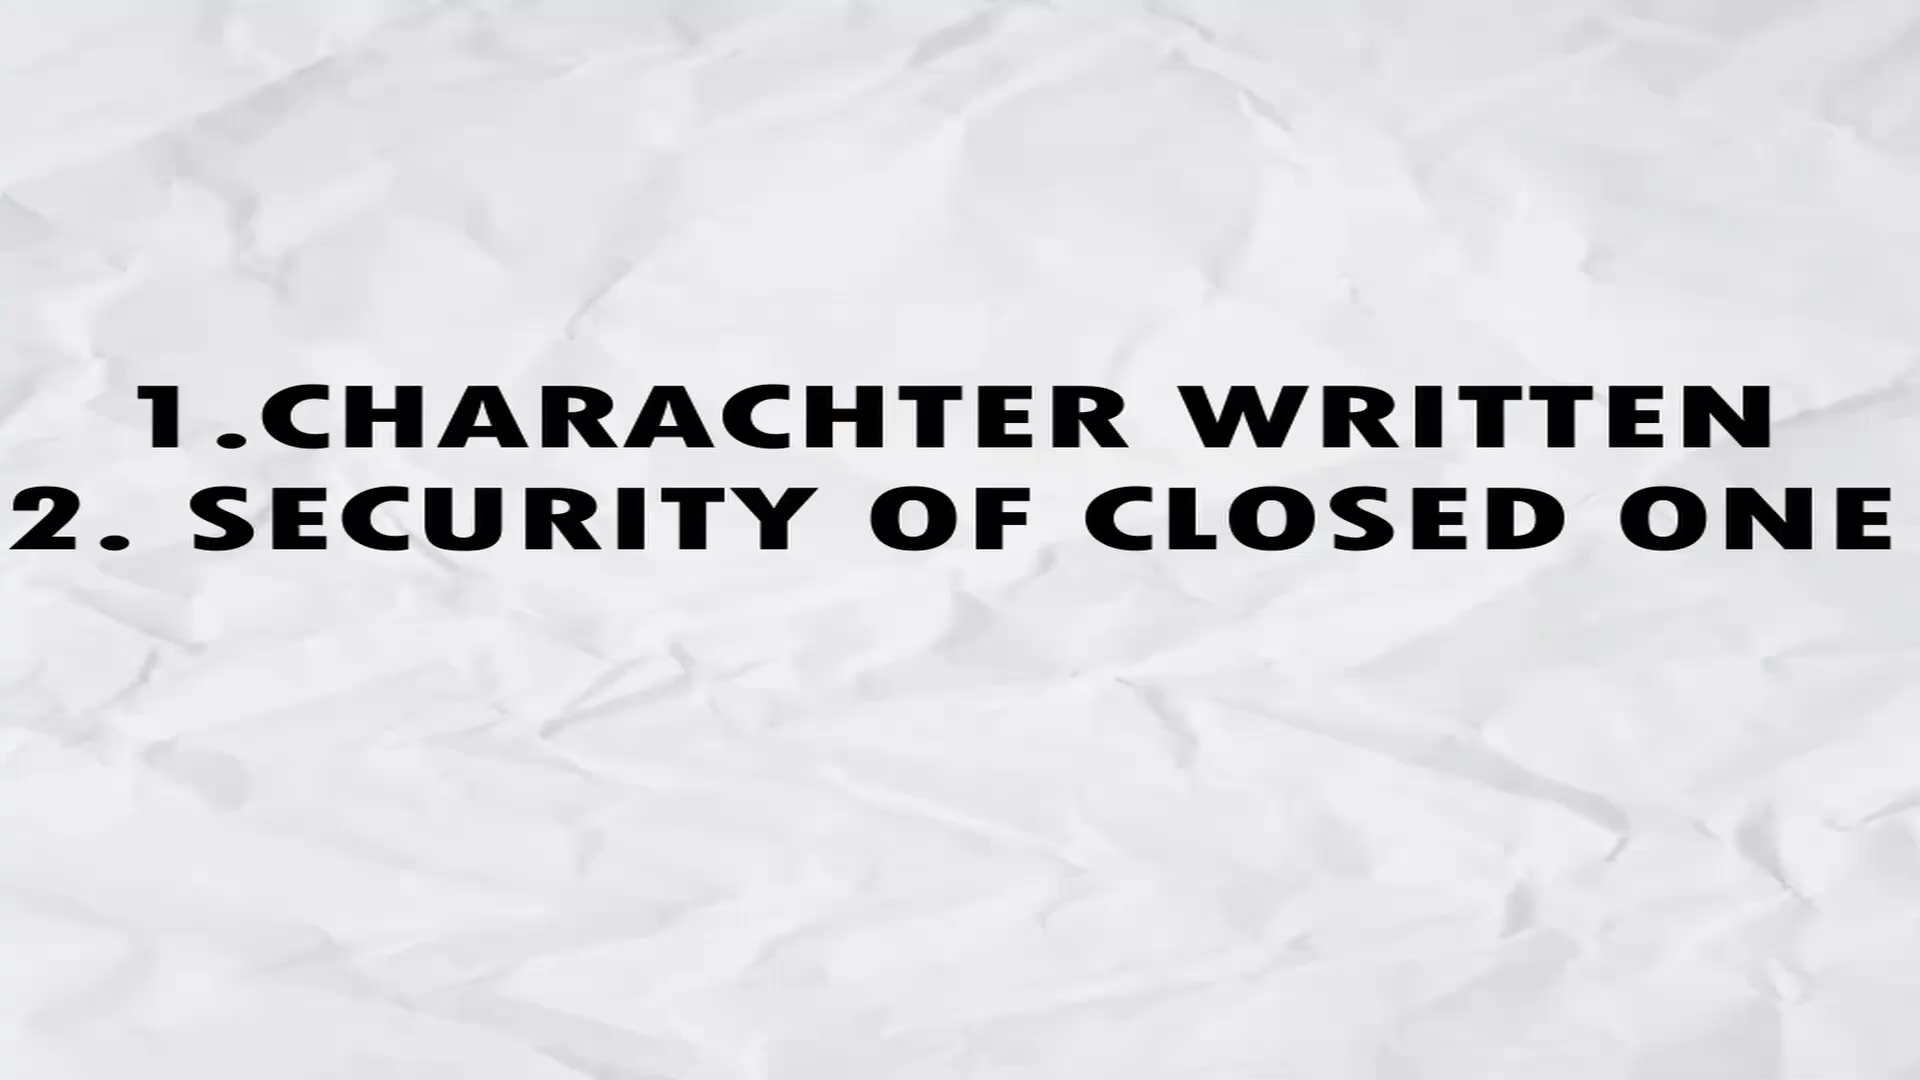 1.CHARACHTER WRITTEN
2. SECURITY OF CLOSED ONE